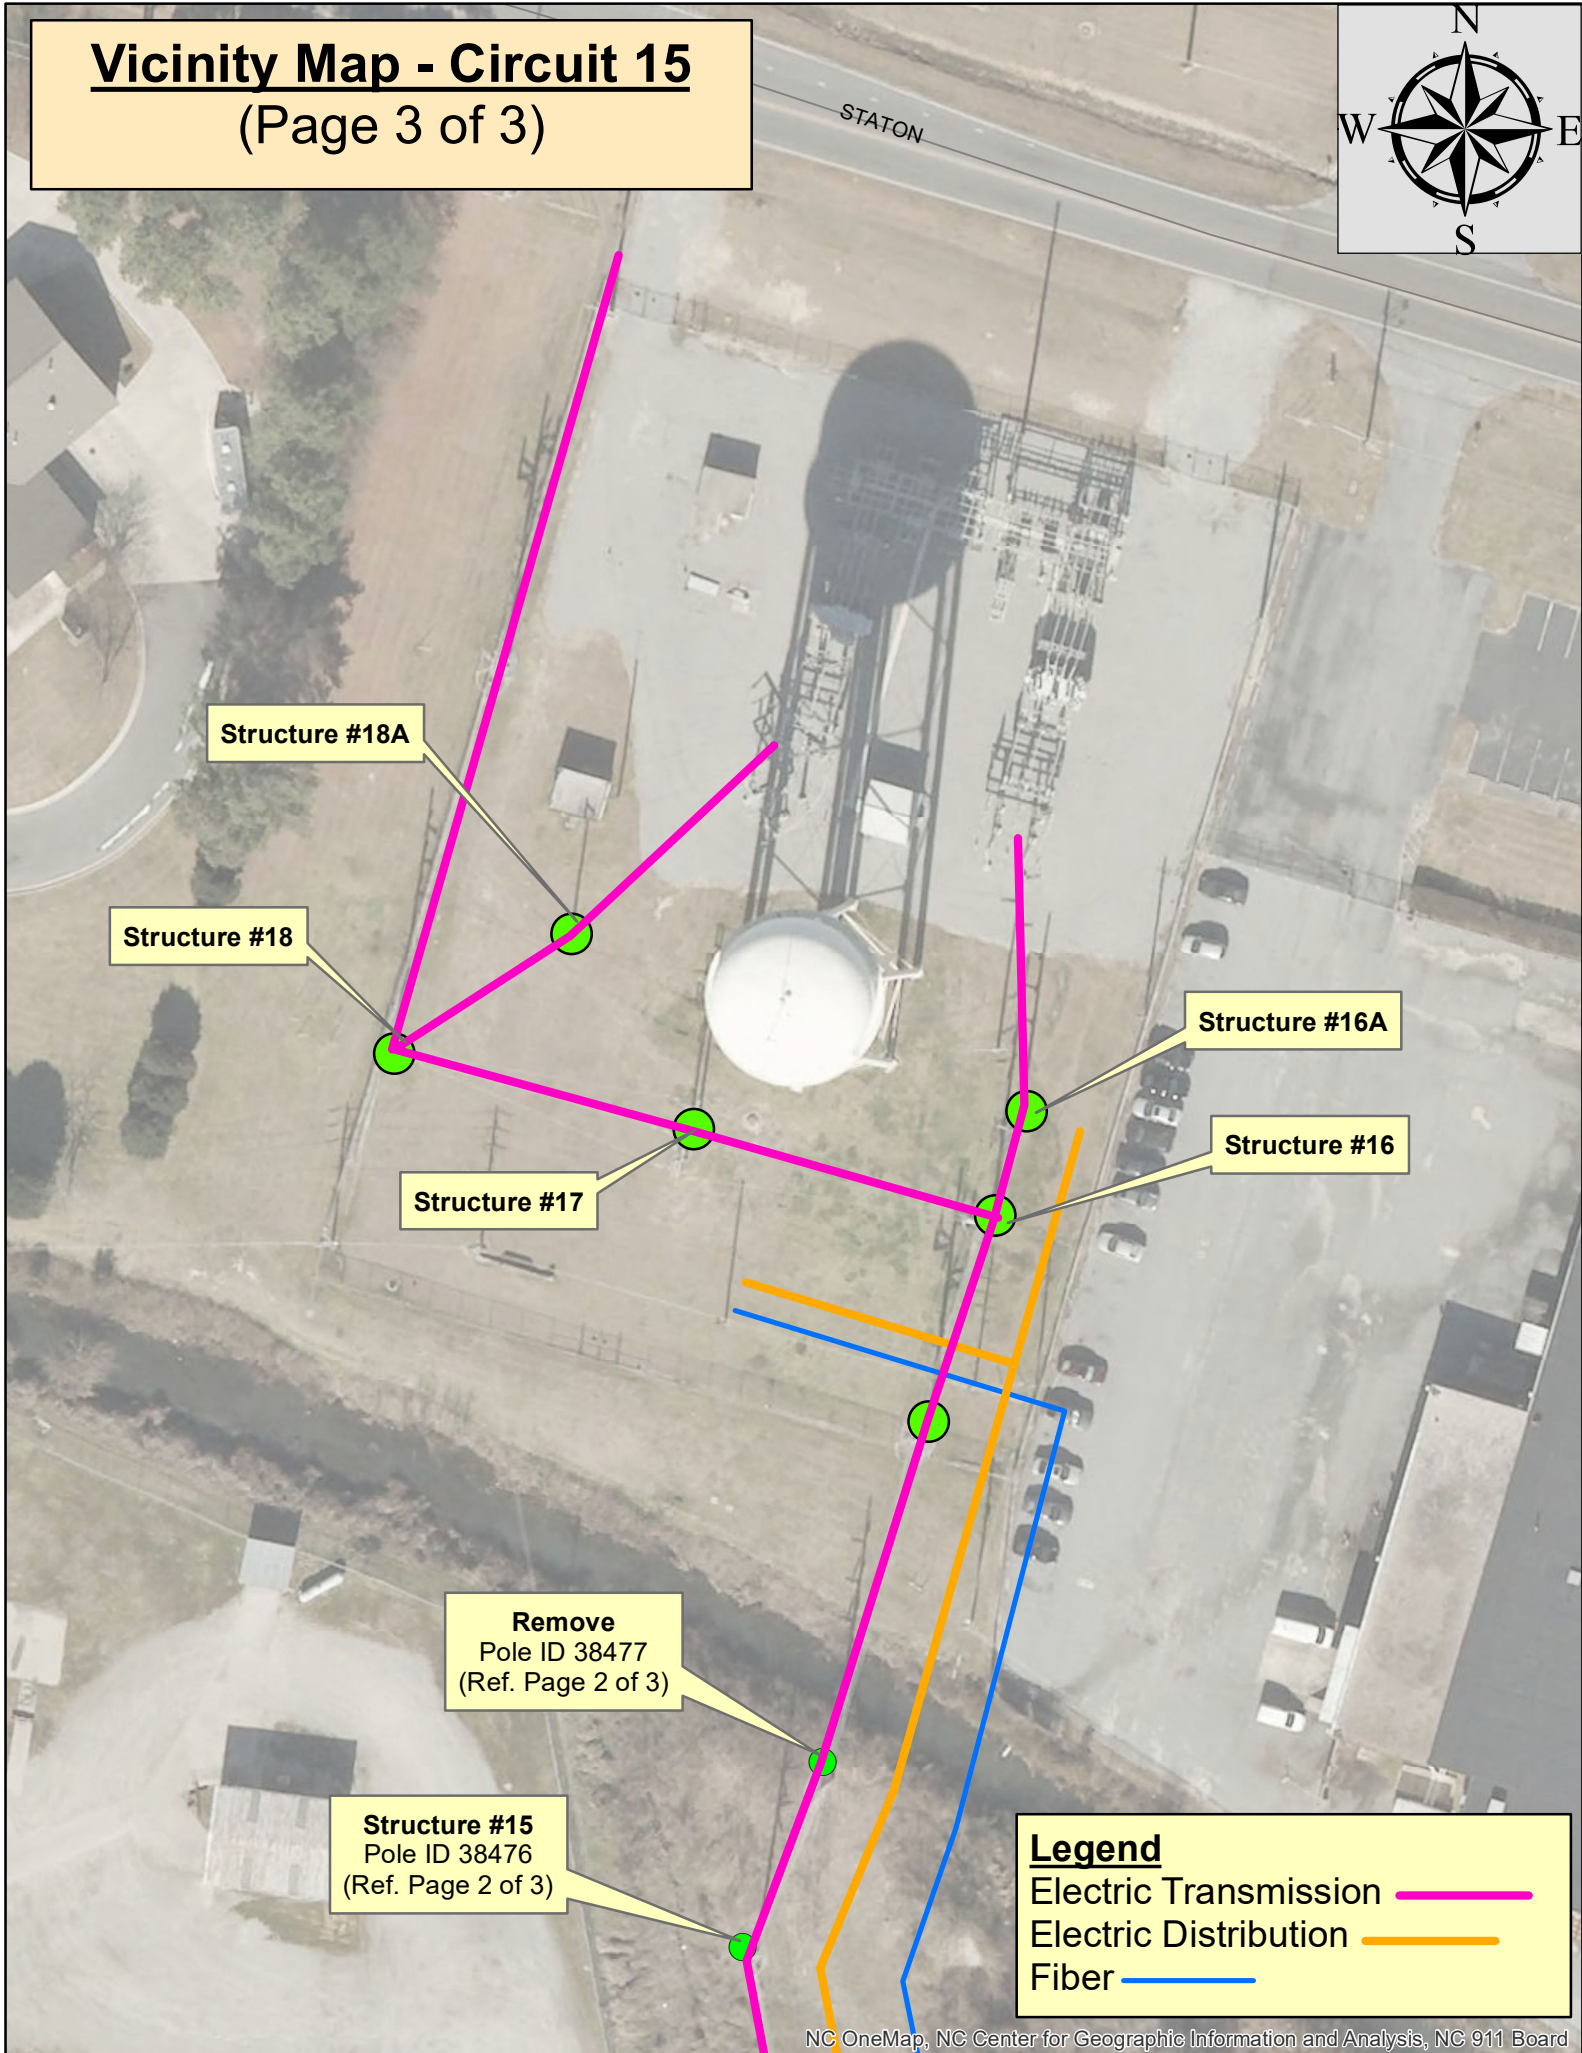 Vicinity Map - Circuit 15
(Page 3 of 3)
N
W
E
S
STATON
Structure #18A
Structure #18
Structure #16A
Structure #16
Structure #17
Remove
Pole ID 38477
(Ref. Page 2 of 3)
Structure #15
Pole ID 38476
(Ref. Page 2 of 3)
Legend
Electric Transmission
Electric Distribution
Fiber
NC OneMap, NC Center for Geographic Information and Analysis, NC 911 Board